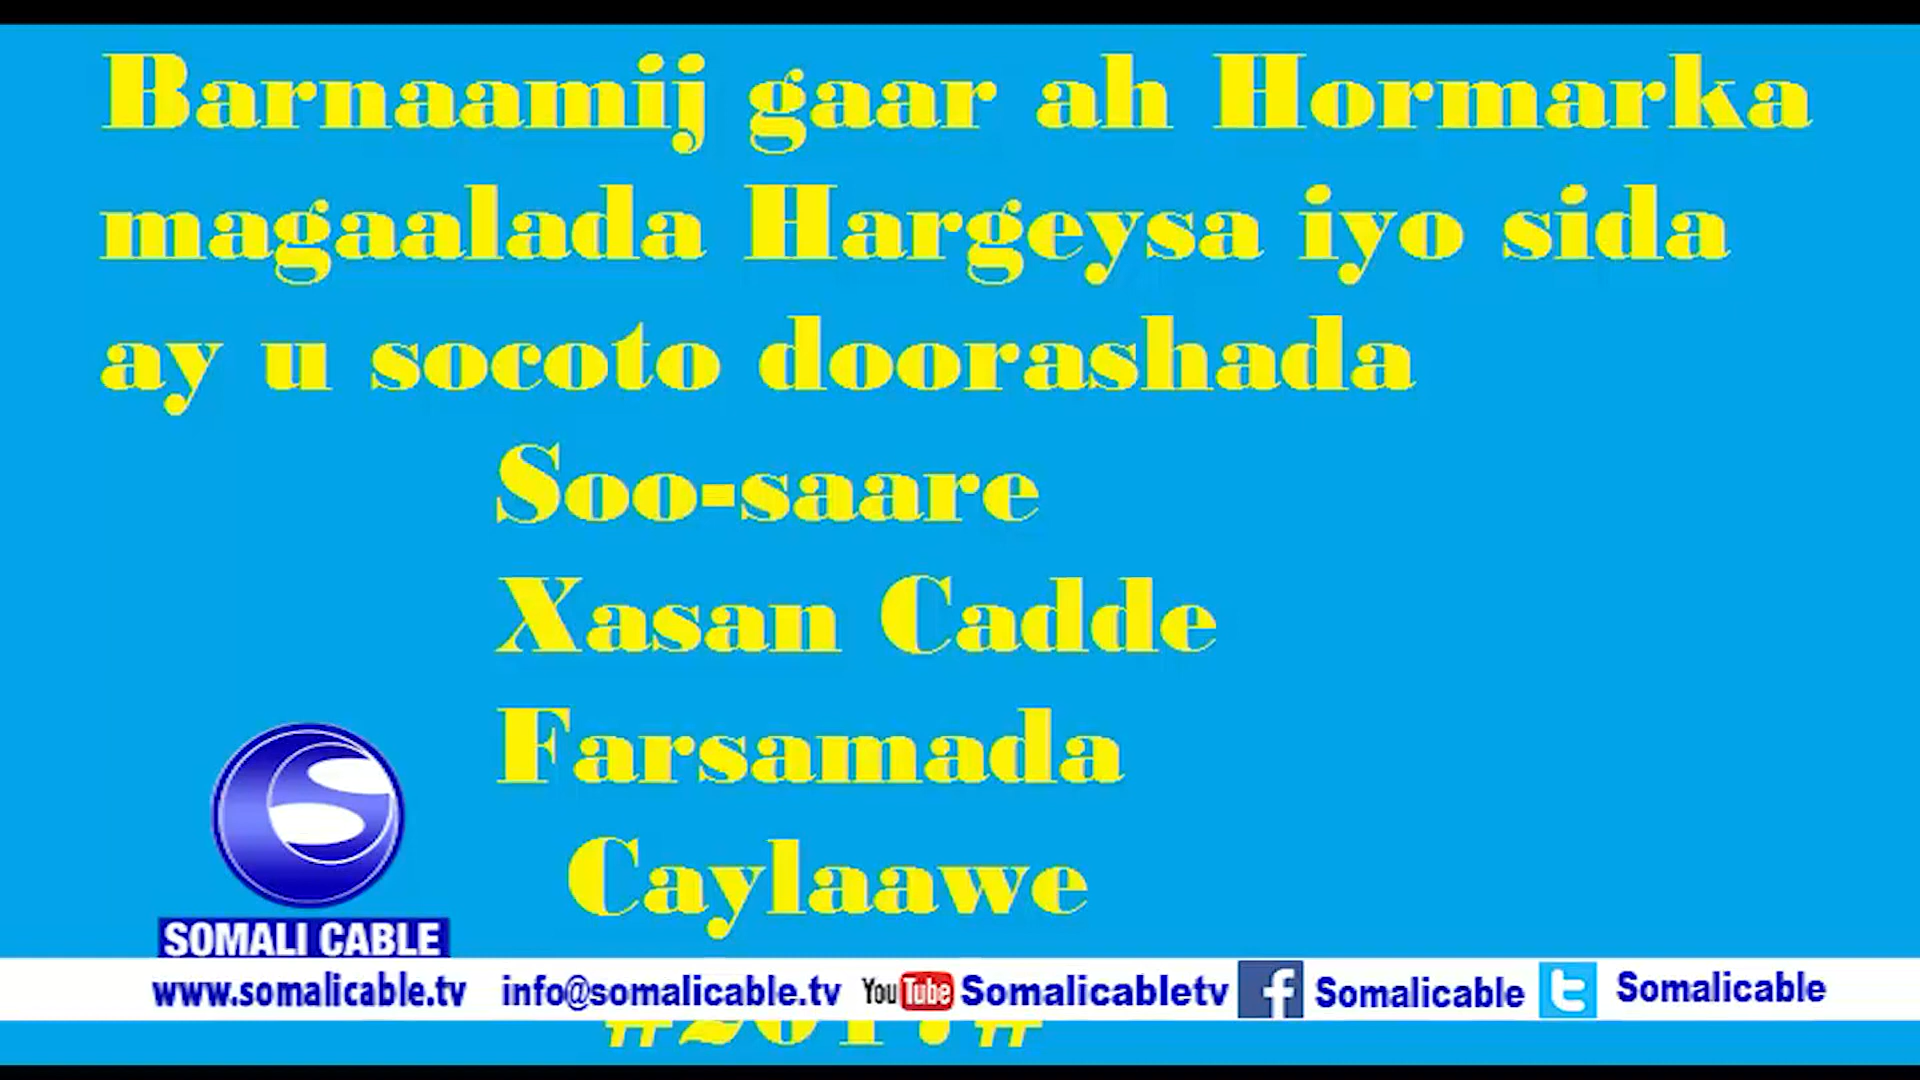 Barnaamij gaar ah Hormarka
magaalada Hargeysa iyo sida
ay u socoto doorashada
Soo-saare
Xasan Cadde
Farsamada
Caylaawe
SOMALI CABLE
www.somalicable.tv info@somalicable.tv YouTube Somalicabletv f Somalicable t Somalicable